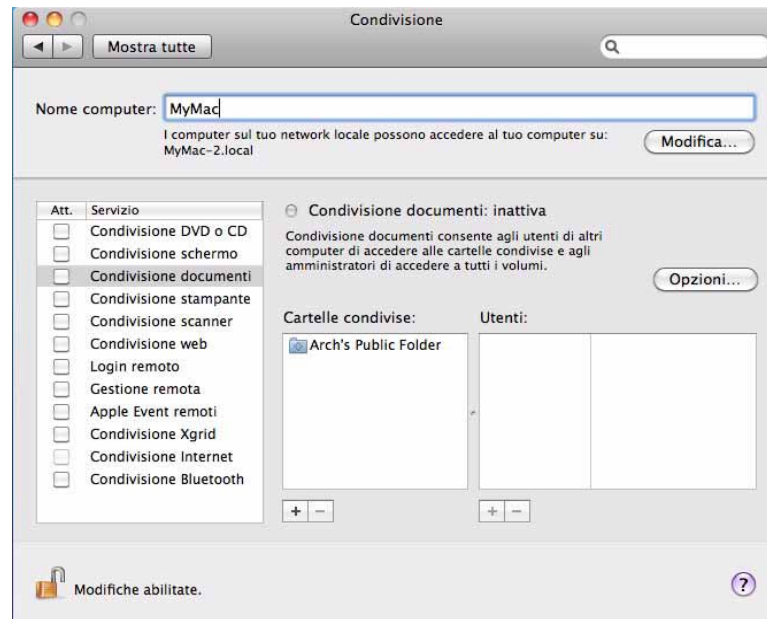 Condivisione
Mostra tutte
Nome computer: MyMac
I computer sul tuo network locale possono accedere al tuo computer su:
MyMac-2.local
Modifica...
Att. Servizio
Condivisione DVD o CD
Condivisione schermo
Condivisione documenti
Condivisione stampante
Condivisione scanner
Condivisione web
Login remoto
Gestione remota
Apple Event remoti
Condivisione Xgrid
Condivisione Internet
Condivisione Bluetooth
Condivisione documenti: inattiva
Condivisione documenti consente agli utenti di altri
computer di accedere alle cartelle condivise e agli
amministratori di accedere a tutti i volumi.
Opzioni...
Cartelle condivise: Utenti:
Arch's Public Folder
+ − + −
Modifiche abilitate.
?